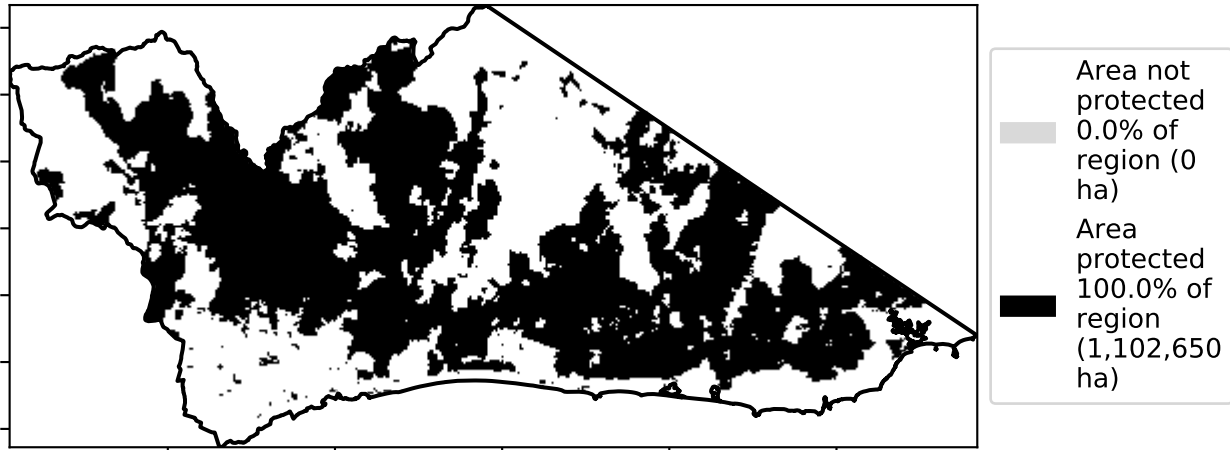 Area not
protected
0.0% of
region (0
ha)
Area
protected
100.0% of
region
(1,102,650
ha)